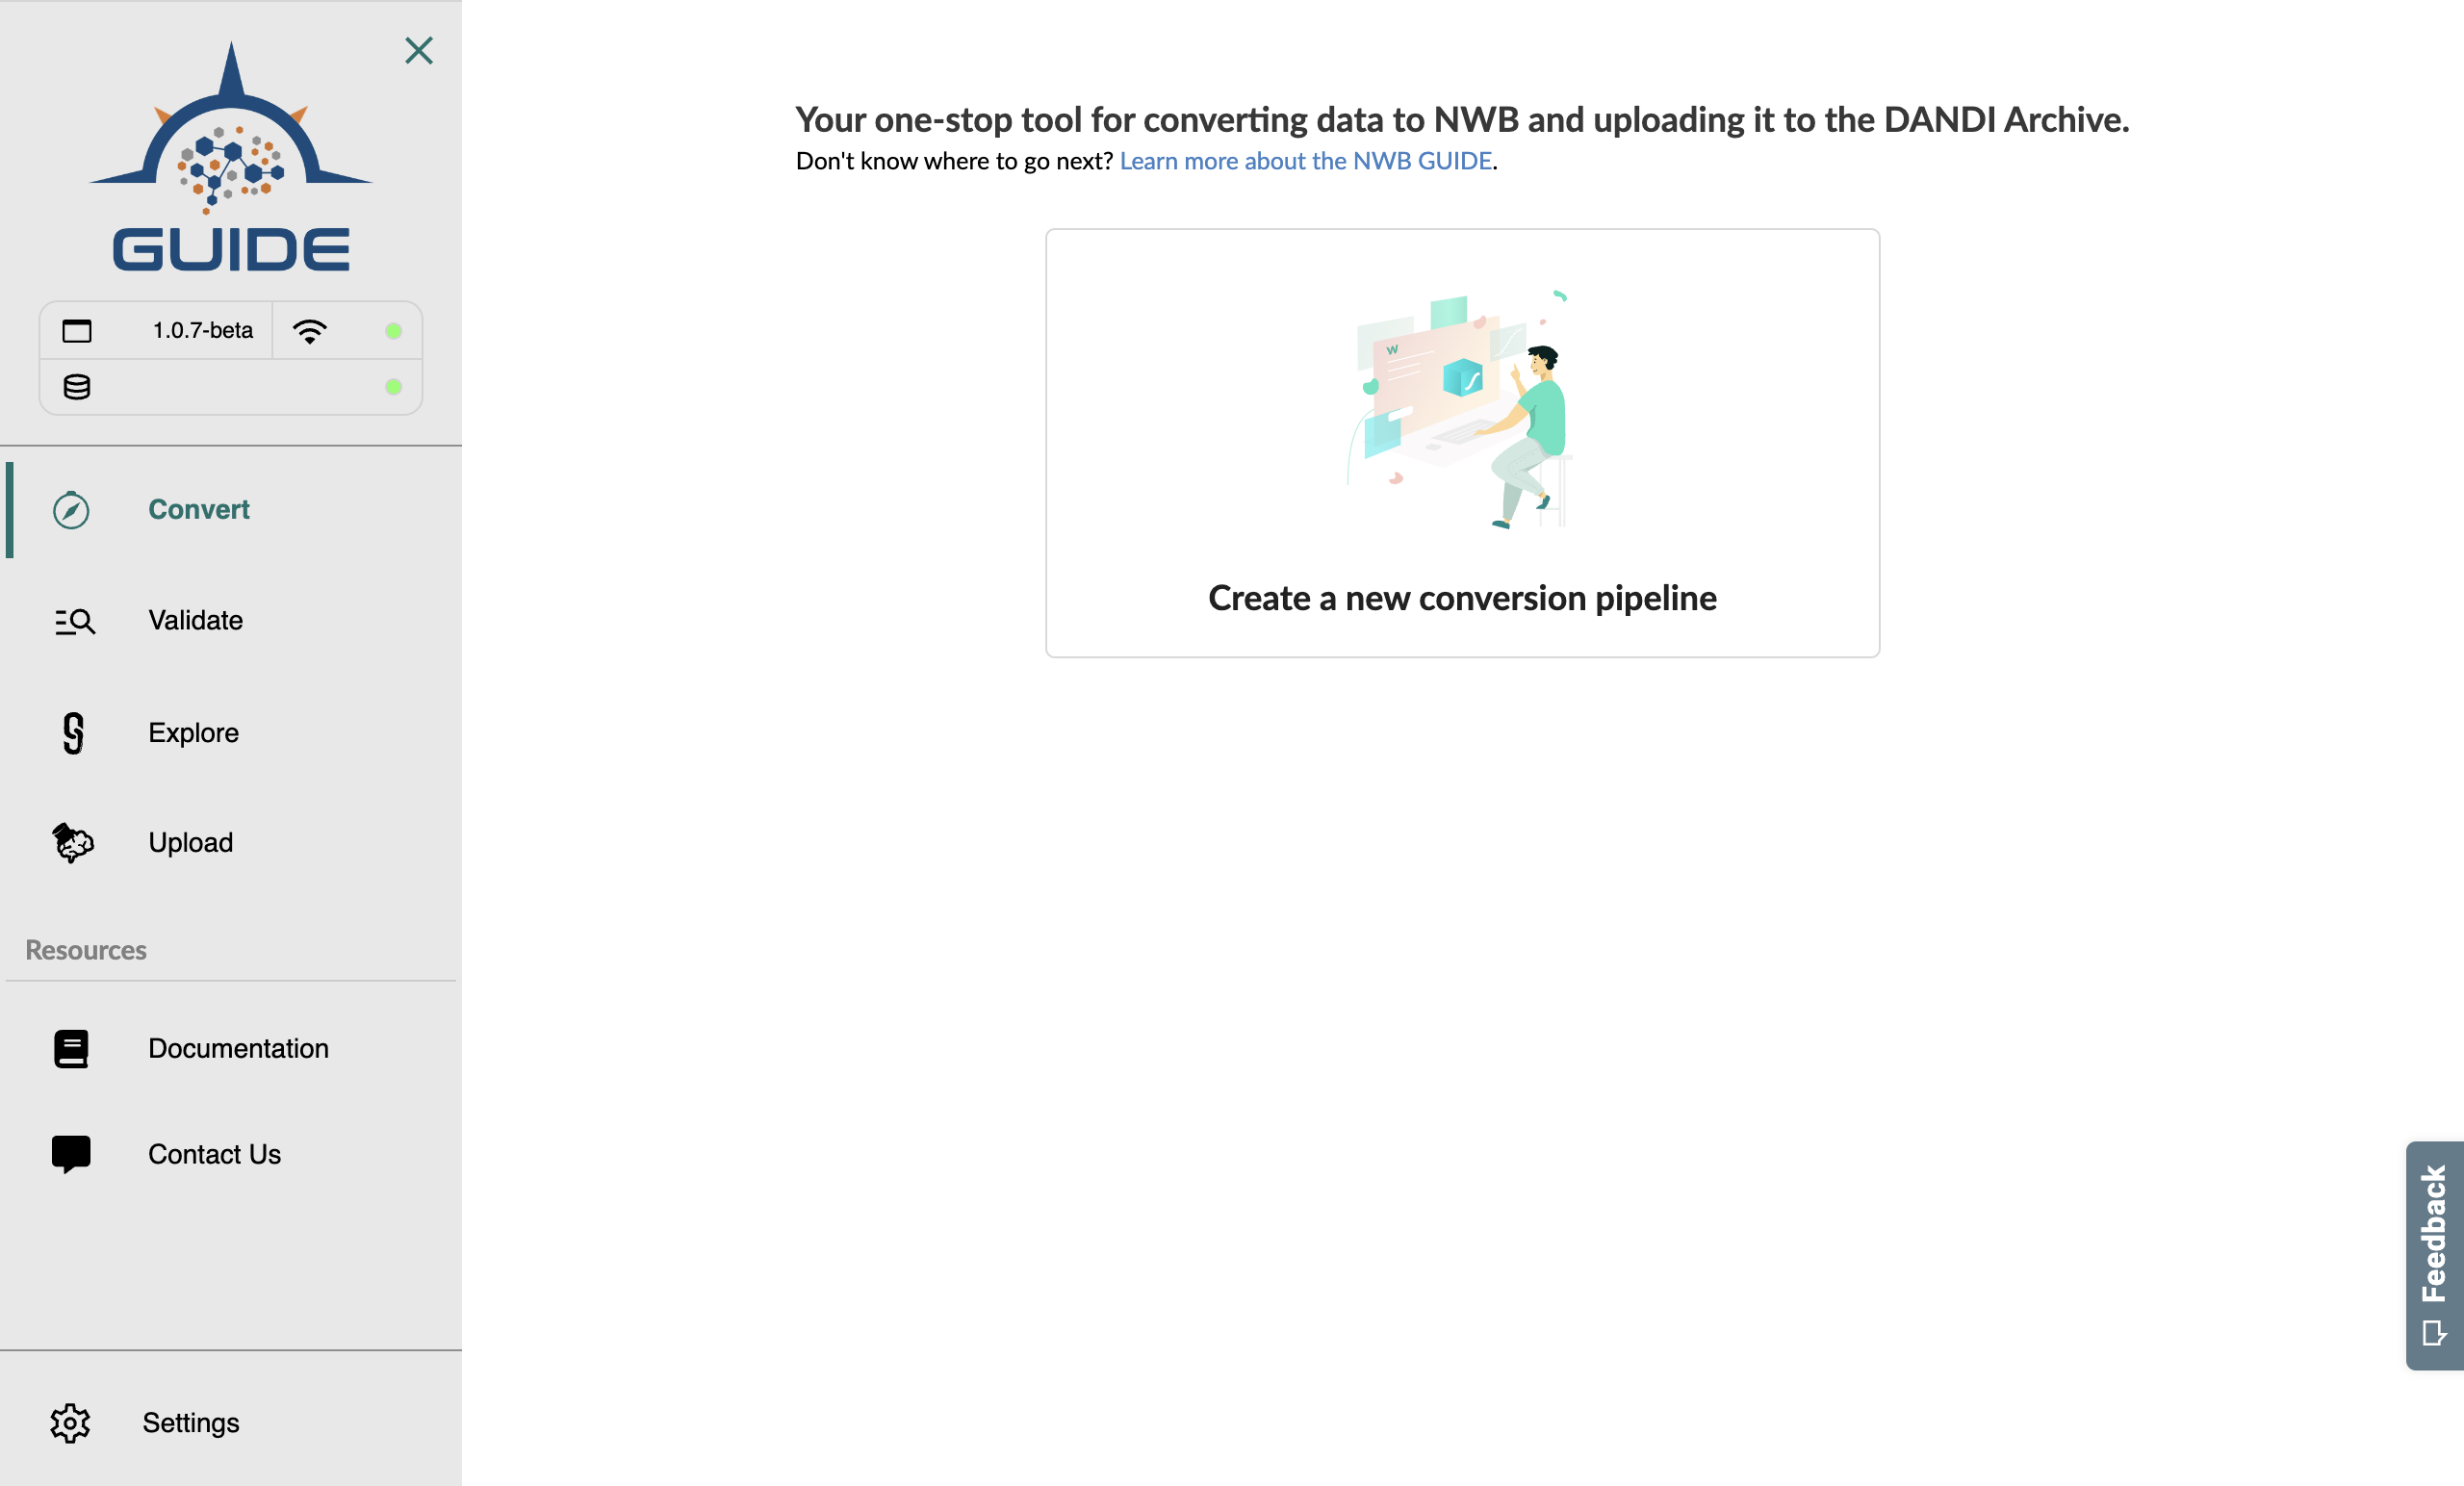 GUIDE
1.0.7-beta
Convert
Validate
Explore
Upload
Resources
Documentation
Contact Us
Settings
Your one-stop tool for converting data to NWB and uploading it to the DANDI Archive.
Don't know where to go next? Learn more about the NWB GUIDE.
W
Create a new conversion pipeline
Feedback